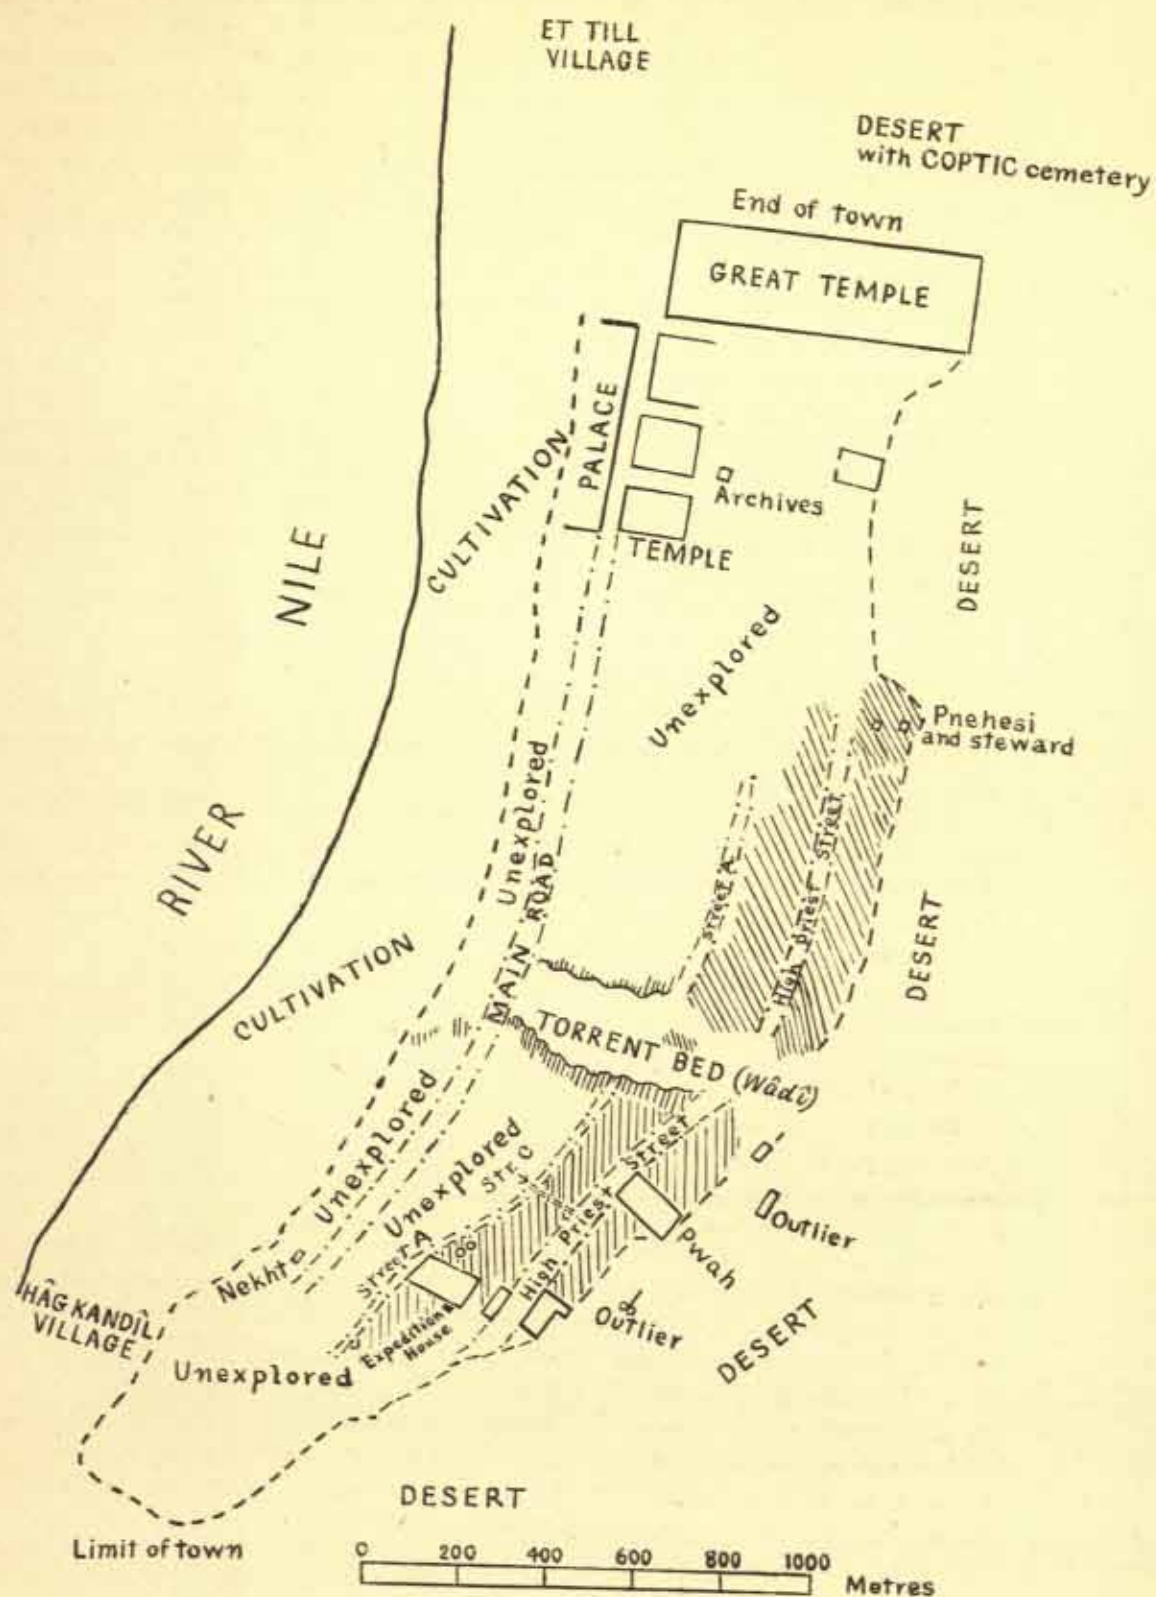 ET TILL
VILLAGE
DESERT
with COPTIC cemetery
End of town
GREAT TEMPLE
PALACE
CULTIVATION
Archives
TEMPLE
DESERT
NILE
RIVER
Unexplored
Unexplored
Pnehesi
and steward
Street A
High Priest Street
MAIN ROAD
DESERT
CULTIVATION
TORRENT BED (Wâdî)
Unexplored
Unexplored
Str. C
High Priest Street
Street A
Nekht
Pwah
Outlier
Outlier
DESERT
HÂG KANDÎL
VILLAGE
Expedition
House
Unexplored
DESERT
Limit of town
0 200 400 600 800 1000
Metres